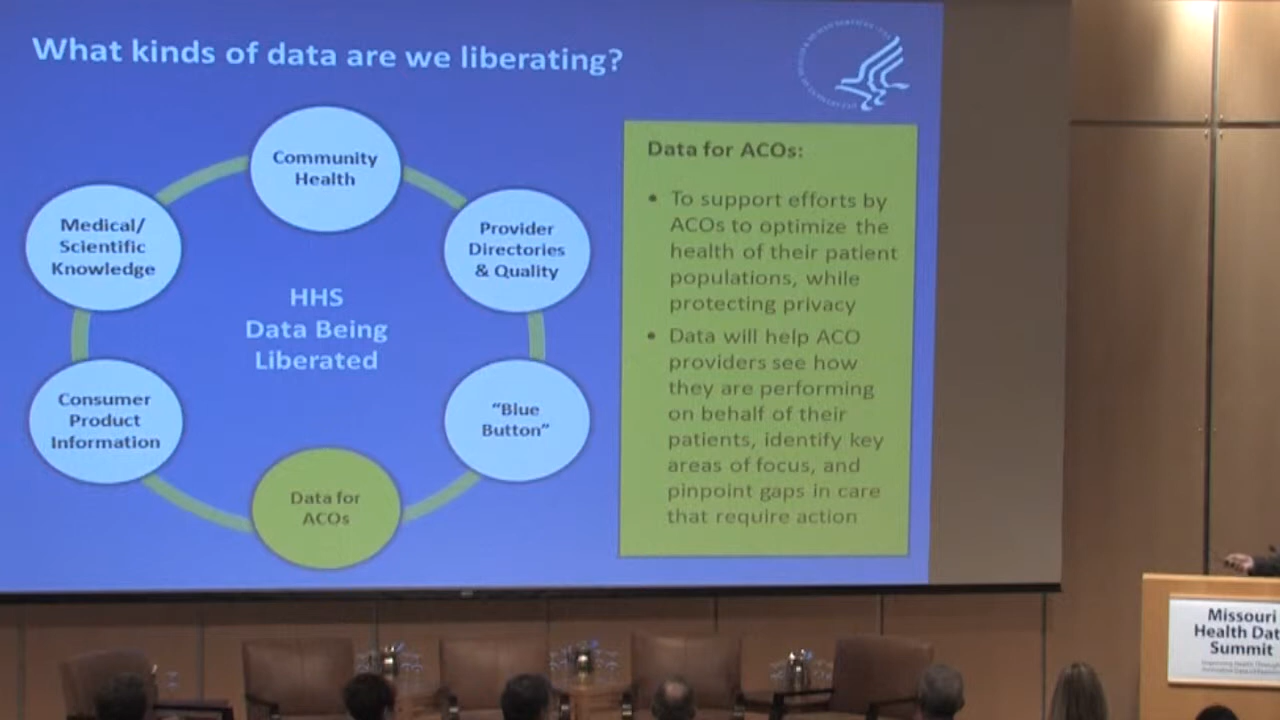 What kinds of data are we liberating?
Community
Health
Medical/
Scientific
Knowledge
Provider
Directories
& Quality
HHS
Data Being
Liberated
Consumer
Product
Information
"Blue
Button"
Data for
ACOs
Data for ACOs:
• To support efforts by
ACOs to optimize the
health of their patient
populations, while
protecting privacy
• Data will help ACO
providers see how
they are performing
on behalf of their
patients, identify key
areas of focus, and
pinpoint gaps in care
that require action
Missouri
Health Dat
Summit